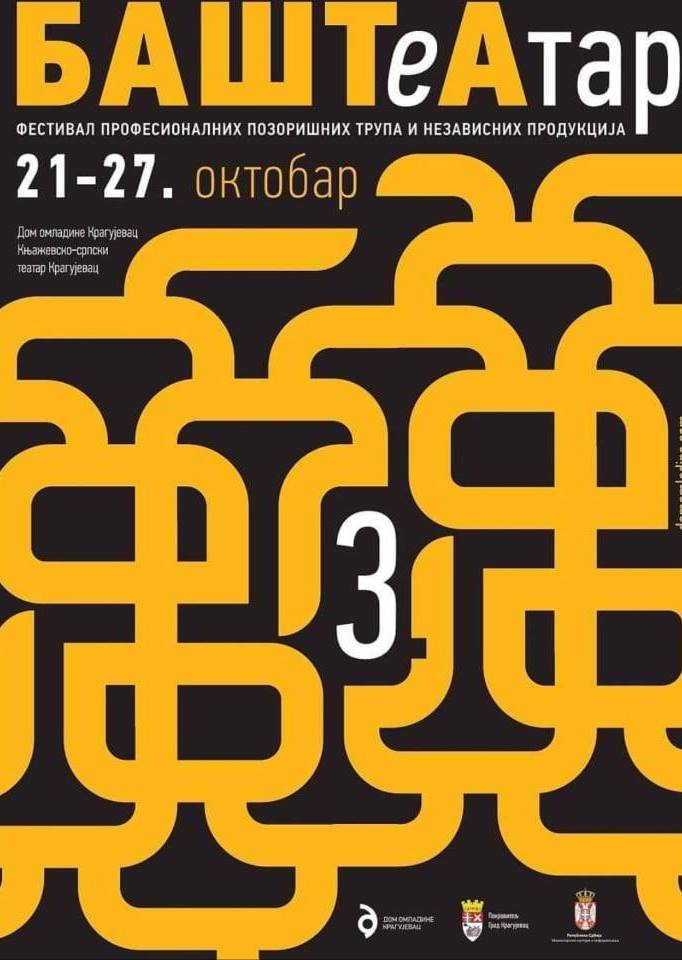 БАШТеАтар
ФЕСТИВАЛ ПРОФЕСИОНАЛНИХ ПОЗОРИШНИХ ТРУПА И НЕЗАВИСНИХ ПРОДУКЦИЈА
21-27. октобар
Дом омладине Крагујевац
Књажевско-српски
театар Крагујевац
3.
ДОМ ОМЛАДИНЕ
КРАГУЈЕВАЦ
Покровитељ
Град Крагујевац
Република Србија